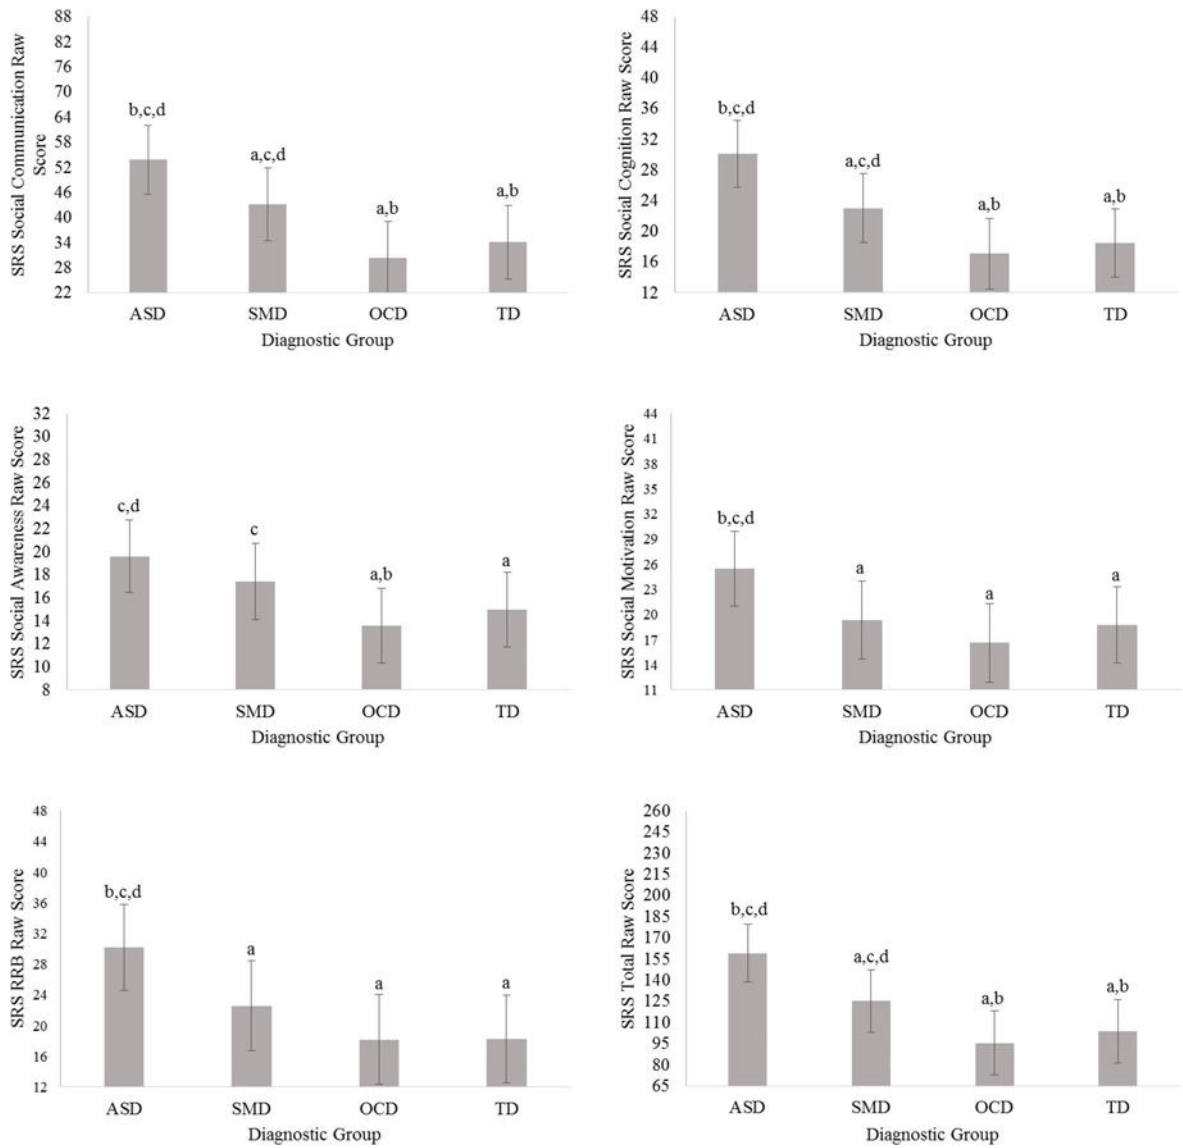 SRS Social Communication Raw
Score
88
82
76
70
64
58
52
46
40
34
28
22
b,c,d
a,c,d
a,b
a,b
ASD SMD OCD TD
Diagnostic Group
SRS Social Cognition Raw Score
48
44
40
36
32
28
24
20
16
12
b,c,d
a,c,d
a,b
a,b
ASD SMD OCD TD
Diagnostic Group
SRS Social Awareness Raw Score
32
30
28
26
24
22
20
18
16
14
12
10
8
c,d
c
a,b
a
ASD SMD OCD TD
Diagnostic Group
SRS Social Motivation Raw Score
44
41
38
35
32
29
26
23
20
17
14
11
b,c,d
a
a
a
ASD SMD OCD TD
Diagnostic Group
SRS RRB Raw Score
48
44
40
36
32
28
24
20
16
12
b,c,d
a
a
a
ASD SMD OCD TD
Diagnostic Group
SRS Total Raw Score
260
245
230
215
200
185
170
155
140
125
110
95
80
65
b,c,d
a,c,d
a,b
a,b
ASD SMD OCD TD
Diagnostic Group